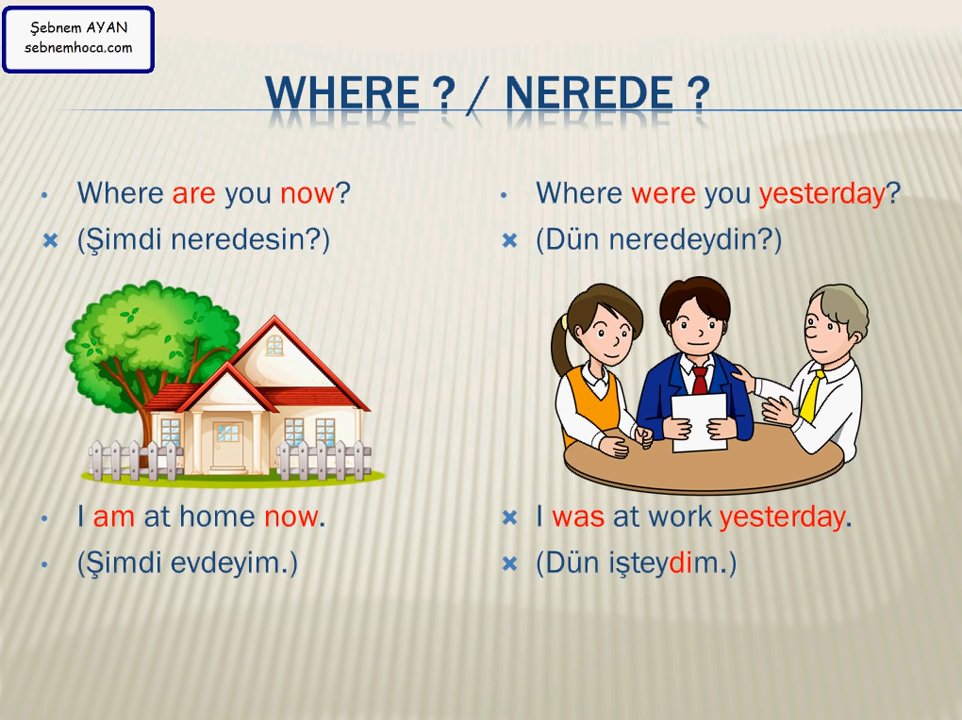 Şebnem AYAN
sebnemhoca.com
WHERE ? / NEREDE ?
Where are you now?
(Şimdi neredesin?)
I am at home now.
(Şimdi evdeyim.)
Where were you yesterday?
(Dün neredeydin?)
I was at work yesterday.
(Dün işteydim.)